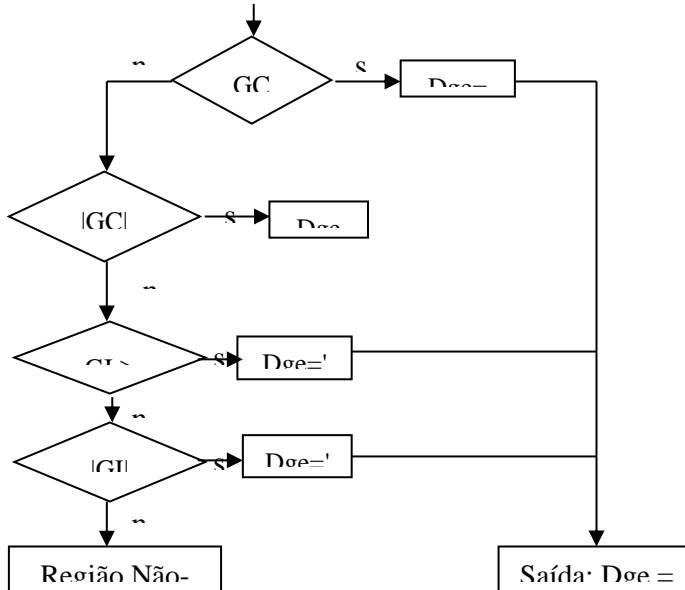 n
s
GC
Dge=
|GC|
s
Dge
n
s
Dge='
n
|GI|
s
Dge='
n
Região Não-
Saída: Dge =